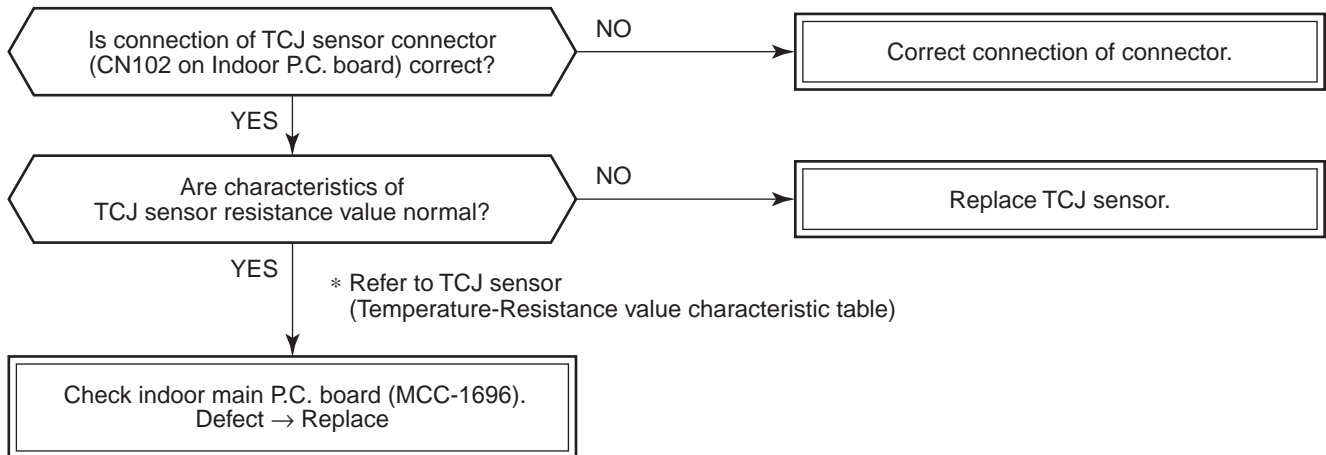 Is connection of TCJ sensor connector
(CN102 on Indoor P.C. board) correct?
NO
Correct connection of connector.
YES
Are characteristics of
TCJ sensor resistance value normal?
NO
Replace TCJ sensor.
YES
* Refer to TCJ sensor
(Temperature-Resistance value characteristic table)
Check indoor main P.C. board (MCC-1696).
Defect → Replace